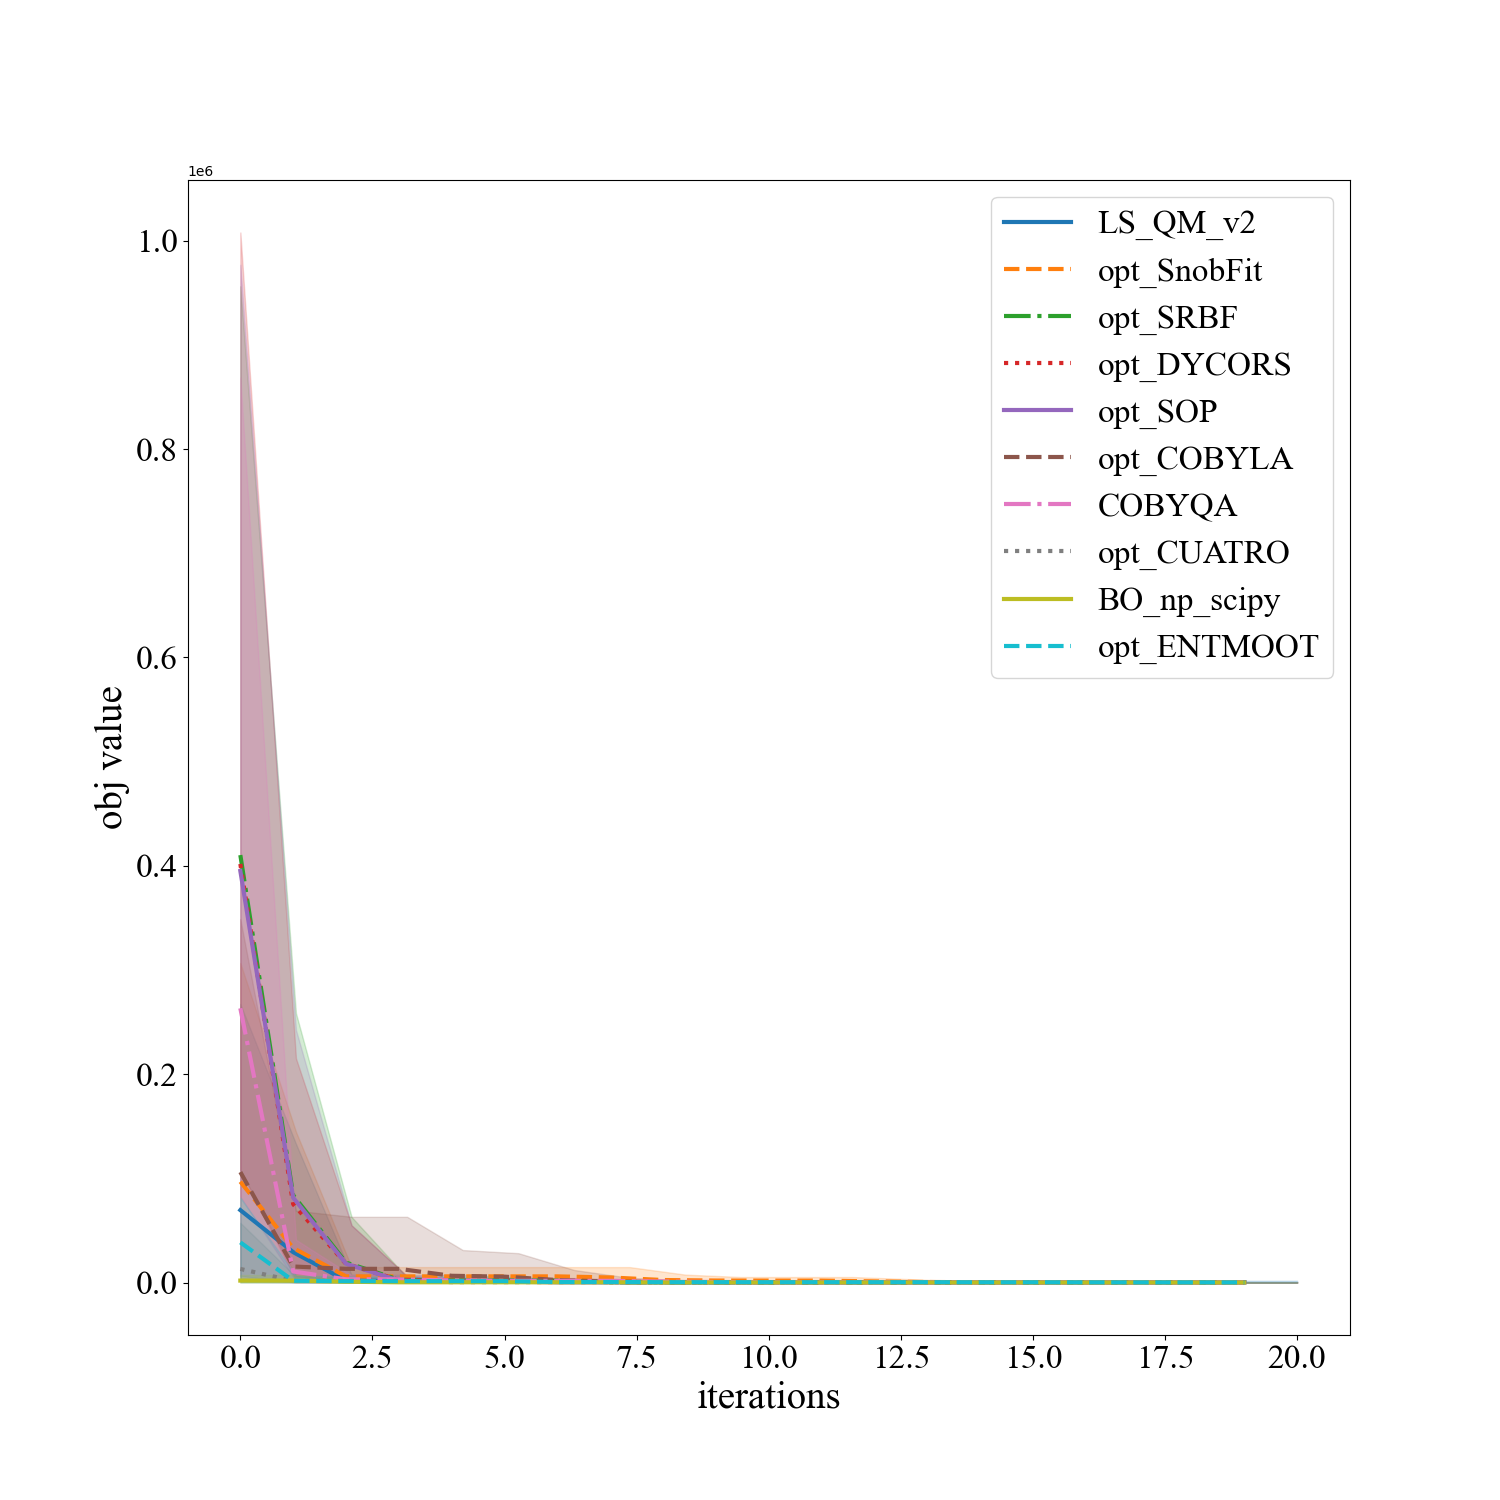 1e6
1.0
0.8
0.6
0.4
0.2
0.0
obj value
LS_QM_v2
opt_SnobFit
opt_SRBF
opt_DYCORS
opt_SOP
opt_COBYLA
COBYQA
opt_CUATRO
BO_np_scipy
opt_ENTMOOT
0.0 2.5 5.0 7.5 10.0 12.5 15.0 17.5 20.0
iterations